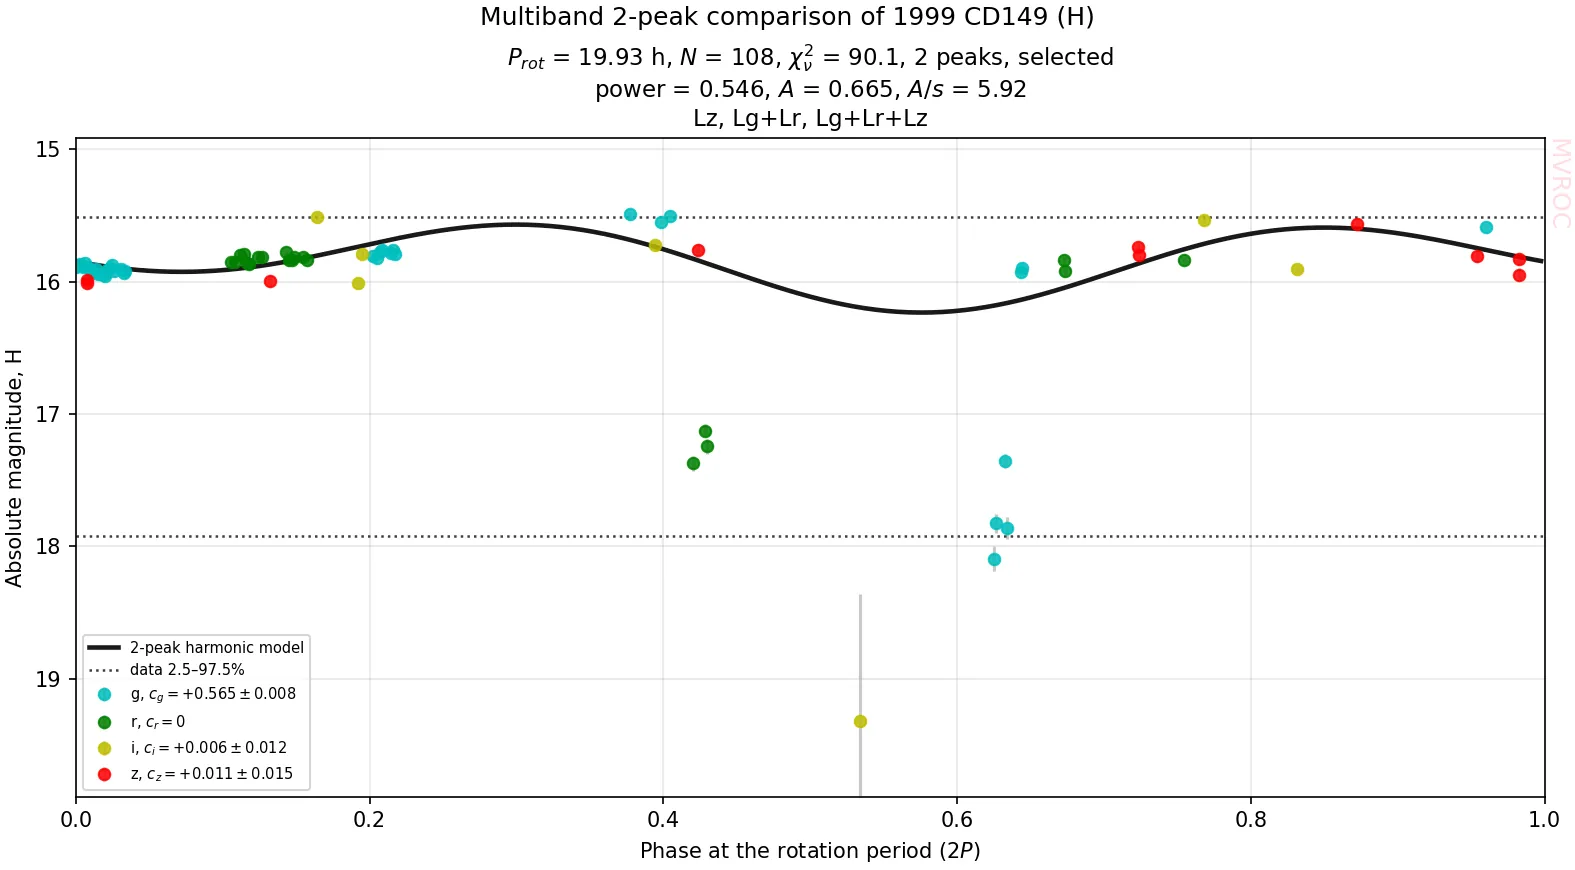 Multiband 2-peak comparison of 1999 CD149 (H)
P_rot = 19.93 h, N = 108, χ²_ν = 90.1, 2 peaks, selected
power = 0.546, A = 0.665, A/s = 5.92
Lz, Lg+Lr, Lg+Lr+Lz
MVROC
Absolute magnitude, H
15
16
17
18
19
2-peak harmonic model
data 2.5–97.5%
g, c_g = +0.565 ± 0.008
r, c_r = 0
i, c_i = +0.006 ± 0.012
z, c_z = +0.011 ± 0.015
0.0 0.2 0.4 0.6 0.8 1.0
Phase at the rotation period (2P)